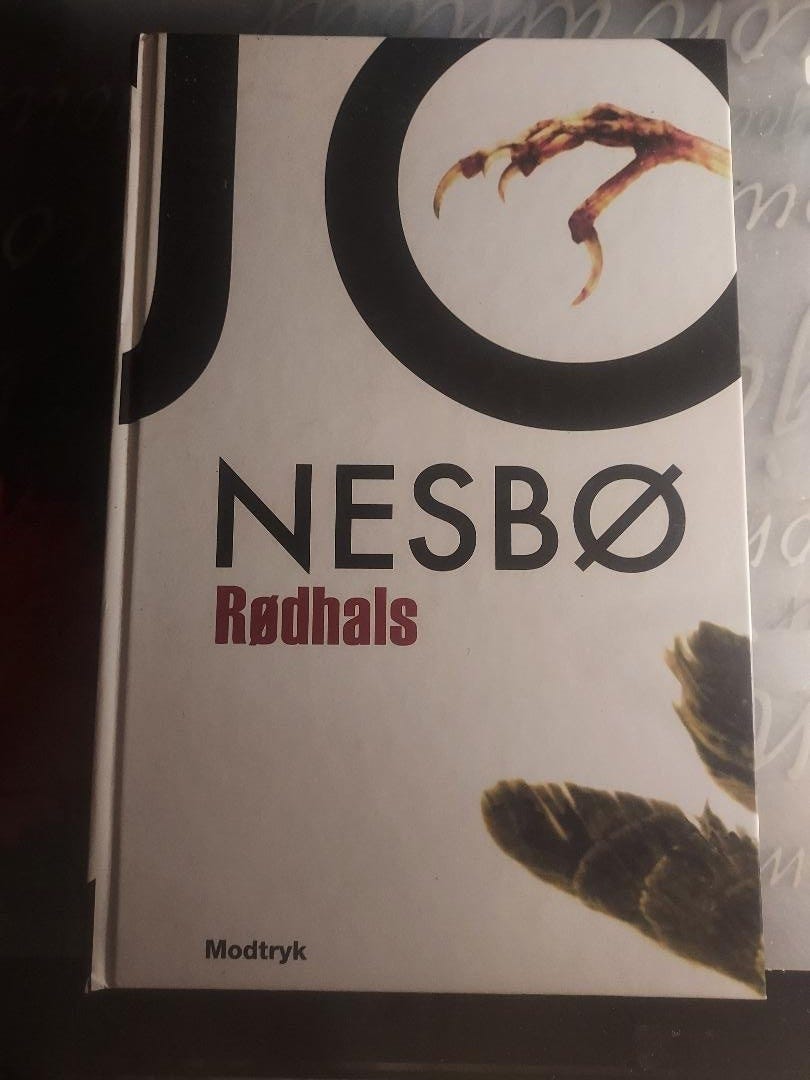 JO
NESBØ
Rødhals
Modtryk